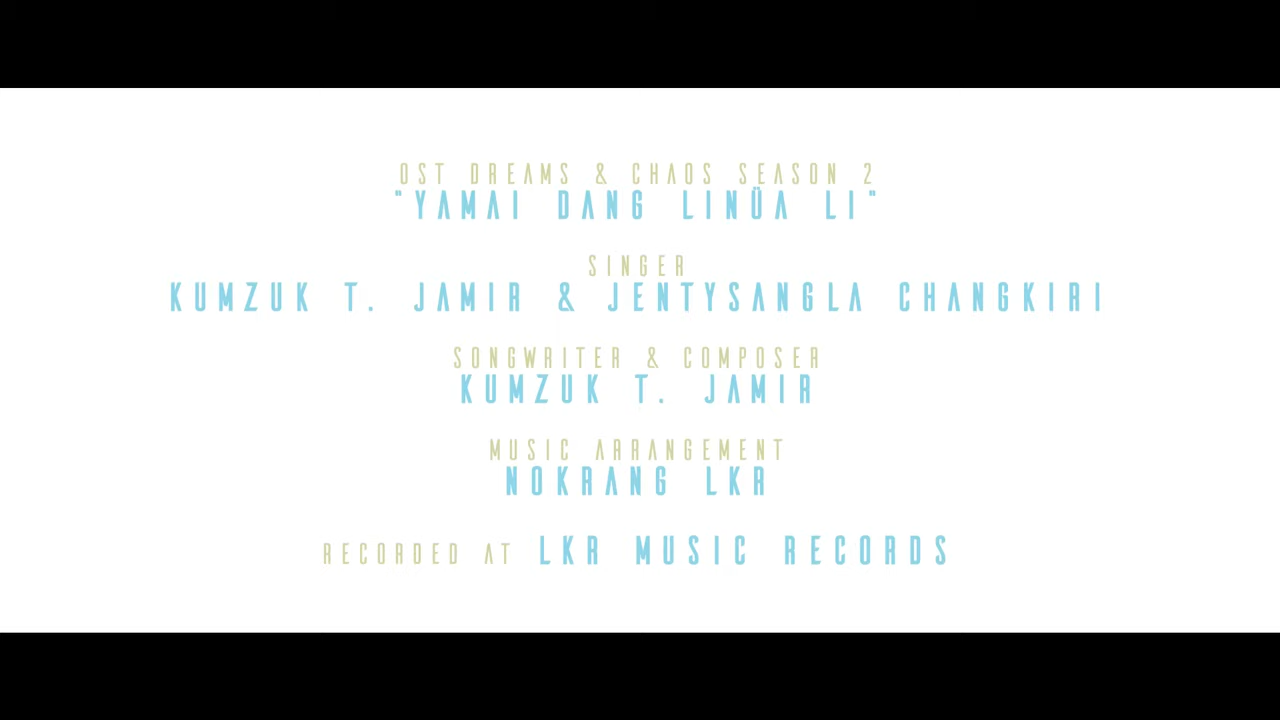 OST DREAMS & CHAOS SEASON 2
"YAMAI DANG LINÜA LI"
SINGER
KUMZUK T. JAMIR & JENTYSANGLA CHANGKIRI
SONGWRITER & COMPOSER
KUMZUK T. JAMIR
MUSIC ARRANGEMENT
NOKRANG LKR
RECORDED AT LKR MUSIC RECORDS